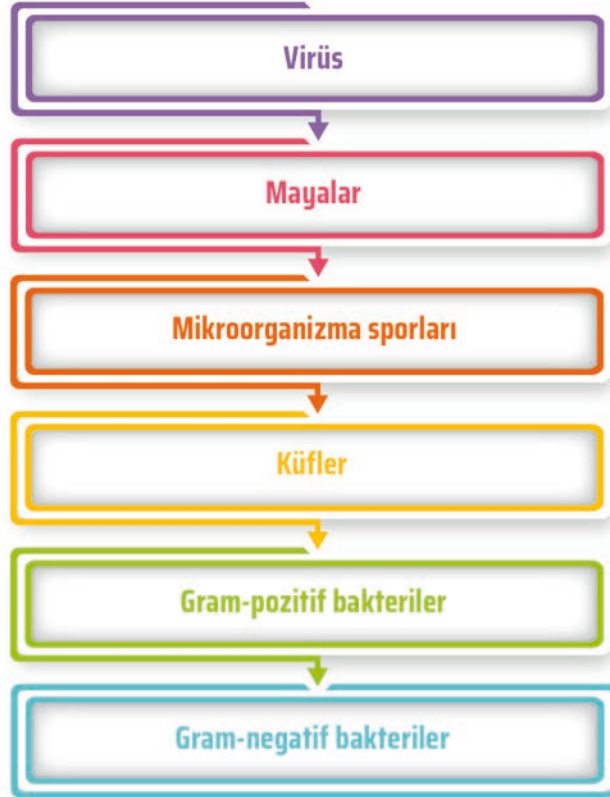 Virüs
Mayalar
Mikroorganizma sporları
Küfler
Gram-pozitif bakteriler
Gram-negatif bakteriler